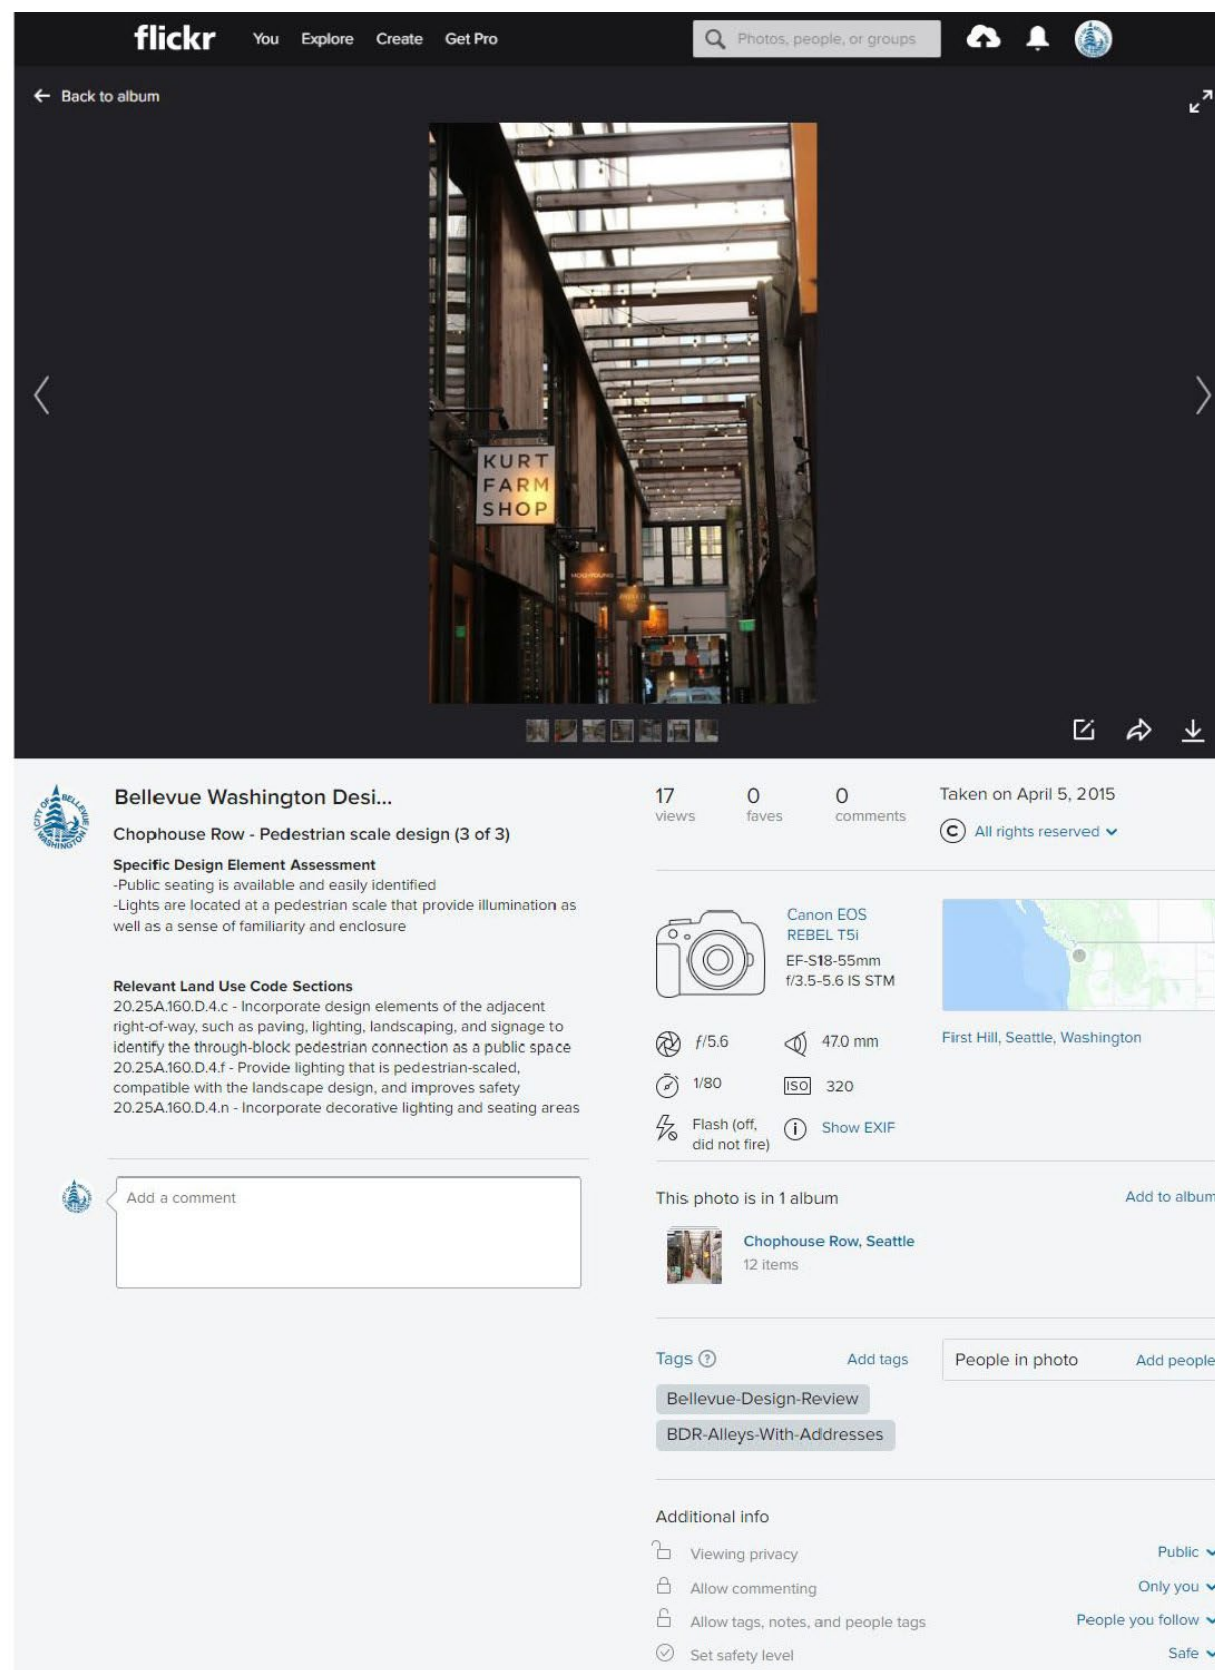 flickr You Explore Create Get Pro Photos, people, or groups
Back to album
KURT
FARM
SHOP
CITY OF BELLEVUE
WASHINGTON
Bellevue Washington Desi...
Chophouse Row - Pedestrian scale design (3 of 3)
Specific Design Element Assessment
-Public seating is available and easily identified
-Lights are located at a pedestrian scale that provide illumination as
well as a sense of familiarity and enclosure
Relevant Land Use Code Sections
20.25A.160.D.4.c - Incorporate design elements of the adjacent
right-of-way, such as paving, lighting, landscaping, and signage to
identify the through-block pedestrian connection as a public space
20.25A.160.D.4.f - Provide lighting that is pedestrian-scaled,
compatible with the landscape design, and improves safety
20.25A.160.D.4.n - Incorporate decorative lighting and seating areas
Add a comment
17 0 0
views faves comments
Taken on April 5, 2015
C All rights reserved
Canon EOS
REBEL T5i
EF-S18-55mm
f/3.5-5.6 IS STM
f/5.6 47.0 mm
1/80 ISO 320
Flash (off,
did not fire)
i Show EXIF
First Hill, Seattle, Washington
This photo is in 1 album Add to album
Chophouse Row, Seattle
12 items
Tags ? Add tags
Bellevue-Design-Review
BDR-Alleys-With-Addresses
People in photo Add people
Additional info
Viewing privacy Public
Allow commenting Only you
Allow tags, notes, and people tags People you follow
Set safety level Safe